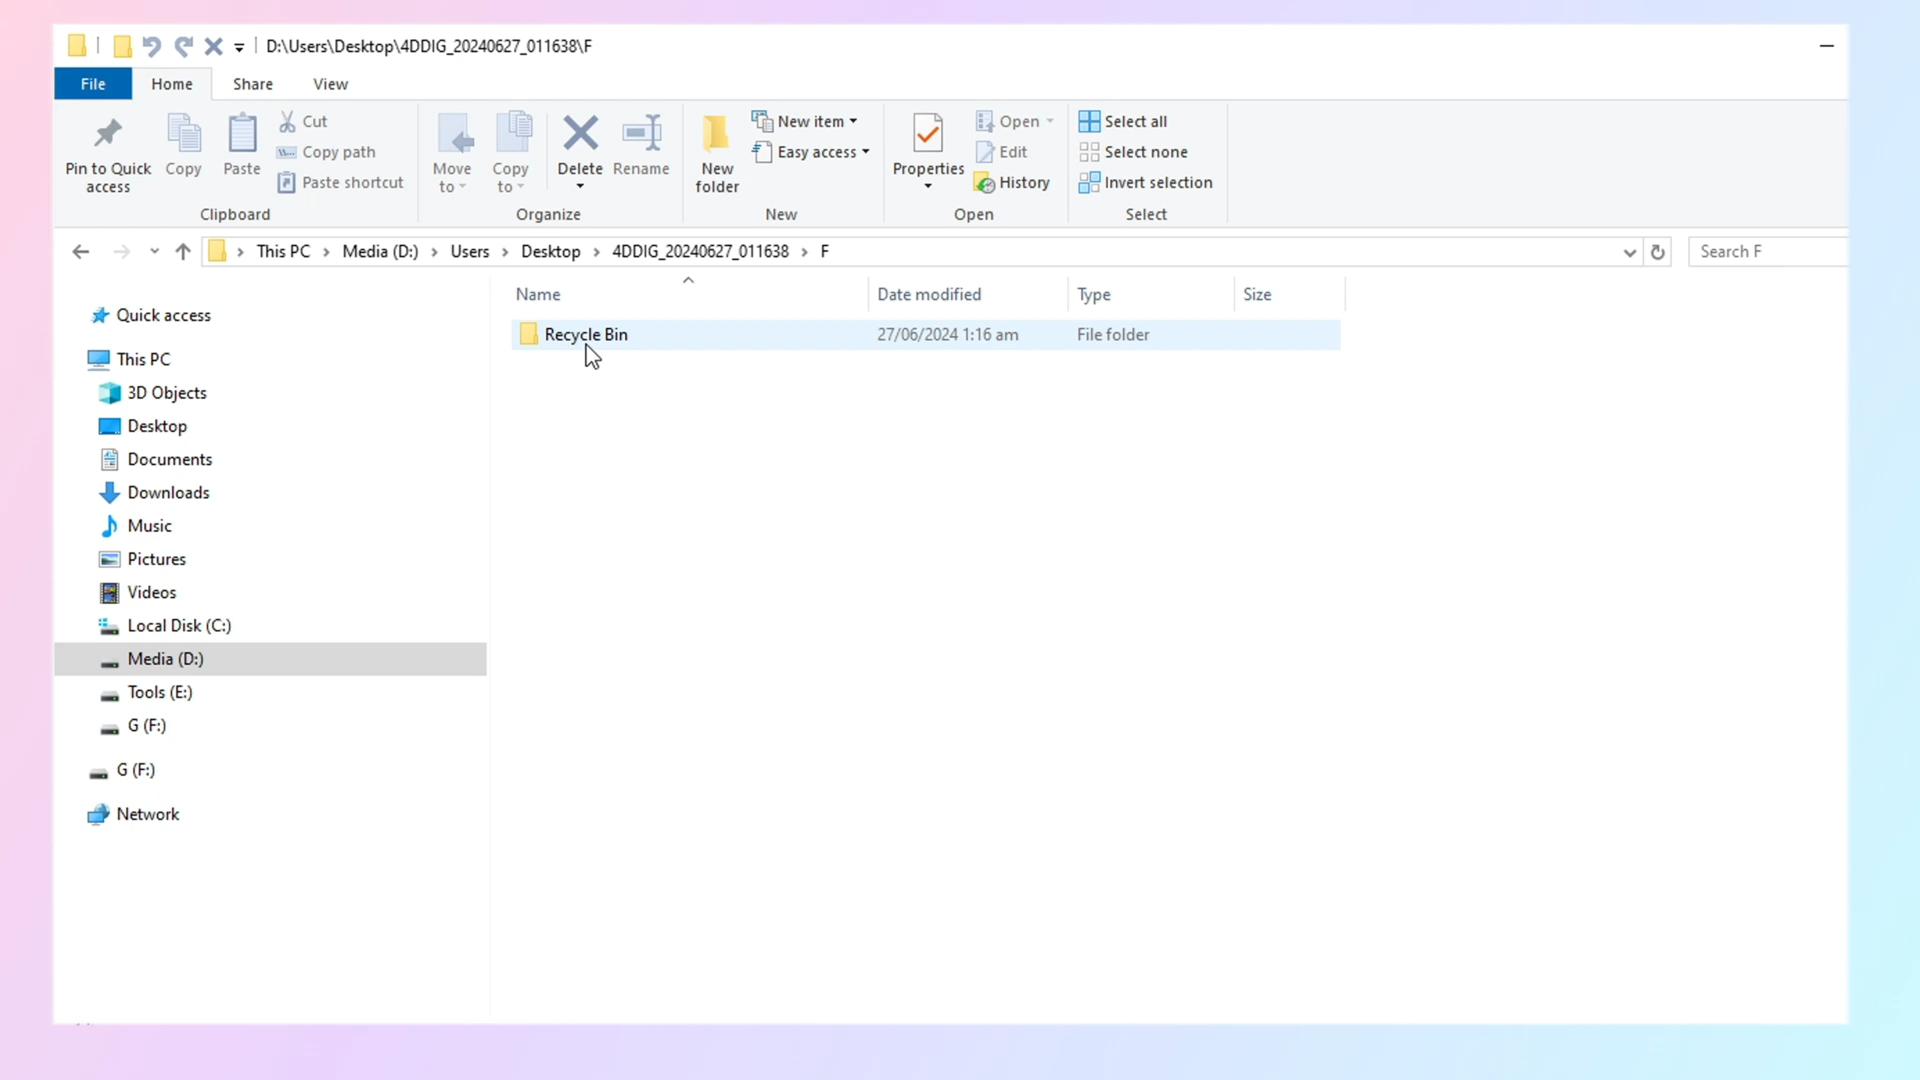 D:\Users\Desktop\4DDIG_20240627_011638\F
File Home Share View
Pin to Quick access
Copy
Paste
Cut
Copy path
Paste shortcut
Clipboard
Move to
Copy to
Delete
Rename
Organize
New folder
New item
Easy access
New
Properties
Open
Edit
History
Open
Select all
Select none
Invert selection
Select
This PC > Media (D:) > Users > Desktop > 4DDIG_20240627_011638 > F
Search F
Name Date modified Type Size
Recycle Bin 27/06/2024 1:16 am File folder
Quick access
This PC
3D Objects
Desktop
Documents
Downloads
Music
Pictures
Videos
Local Disk (C:)
Media (D:)
Tools (E:)
G (F:)
G (F:)
Network